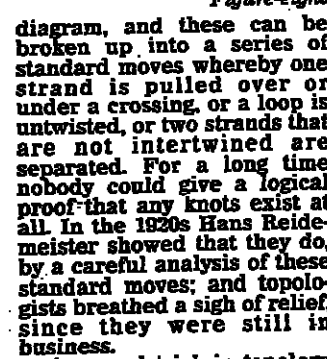 Figure-eight
diagram, and these can be
broken up into a series of
standard moves whereby one
strand is pulled over or
under a crossing, or a loop is
untwisted, or two strands that
are not intertwined are
separated. For a long time
nobody could give a logical
proof that any knots exist at
all. In the 1920s Hans Reide-
meister showed that they do,
by a careful analysis of these
standard moves; and topolo-
gists breathed a sigh of relief,
since they were still in
business.